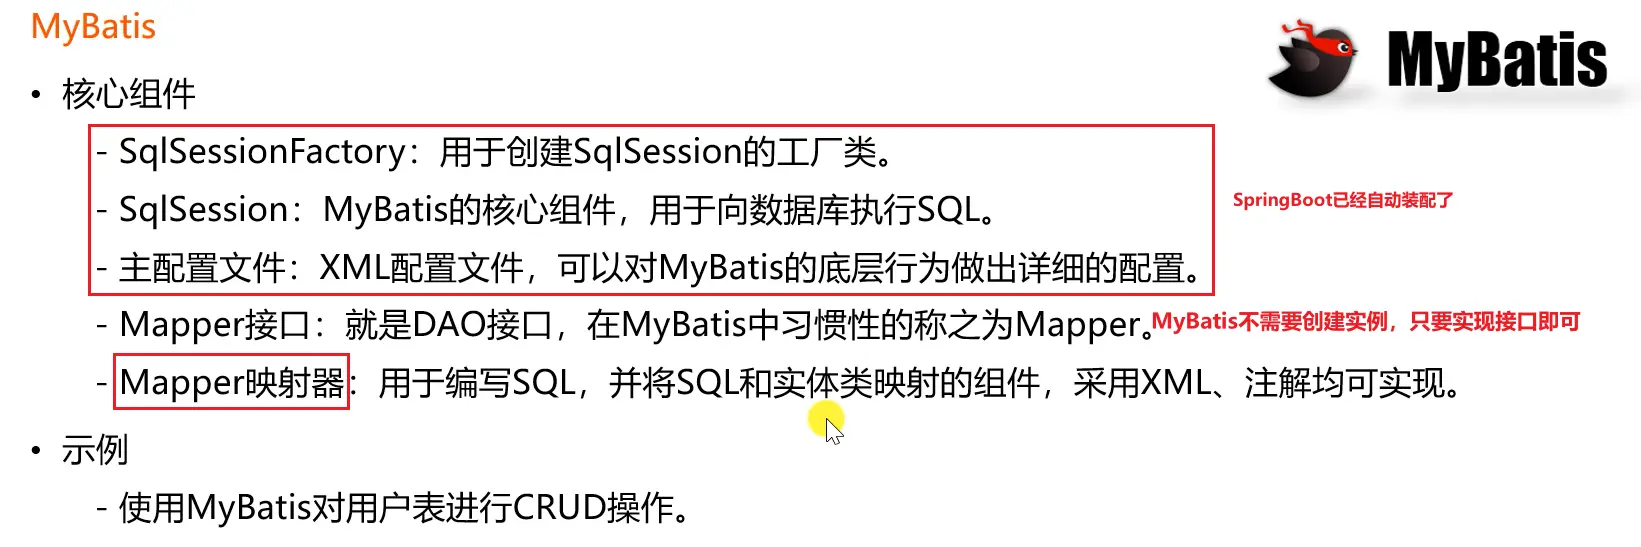 MyBatis
MyBatis
• 核心组件
- SqlSessionFactory：用于创建SqlSession的工厂类。
- SqlSession：MyBatis的核心组件，用于向数据库执行SQL。
SpringBoot已经自动装配了
- 主配置文件：XML配置文件，可以对MyBatis的底层行为做出详细的配置。
- Mapper接口：就是DAO接口，在MyBatis中习惯性的称之为Mapper。
MyBatis不需要创建实例，只要实现接口即可
- Mapper映射器：用于编写SQL，并将SQL和实体类映射的组件，采用XML、注解均可实现。
• 示例
- 使用MyBatis对用户表进行CRUD操作。